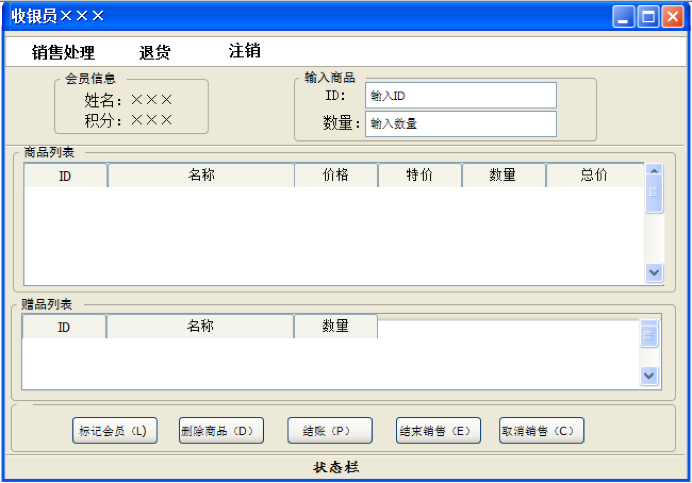 收银员×××
销售处理 退货 注销
会员信息
姓名：×××
积分：×××
输入商品
ID: 输入ID
数量：输入数量
商品列表
ID 名称 价格 特价 数量 总价
赠品列表
ID 名称 数量
标记会员（L) 删除商品（D） 结账（P） 结束销售（E） 取消销售（C）
状态栏